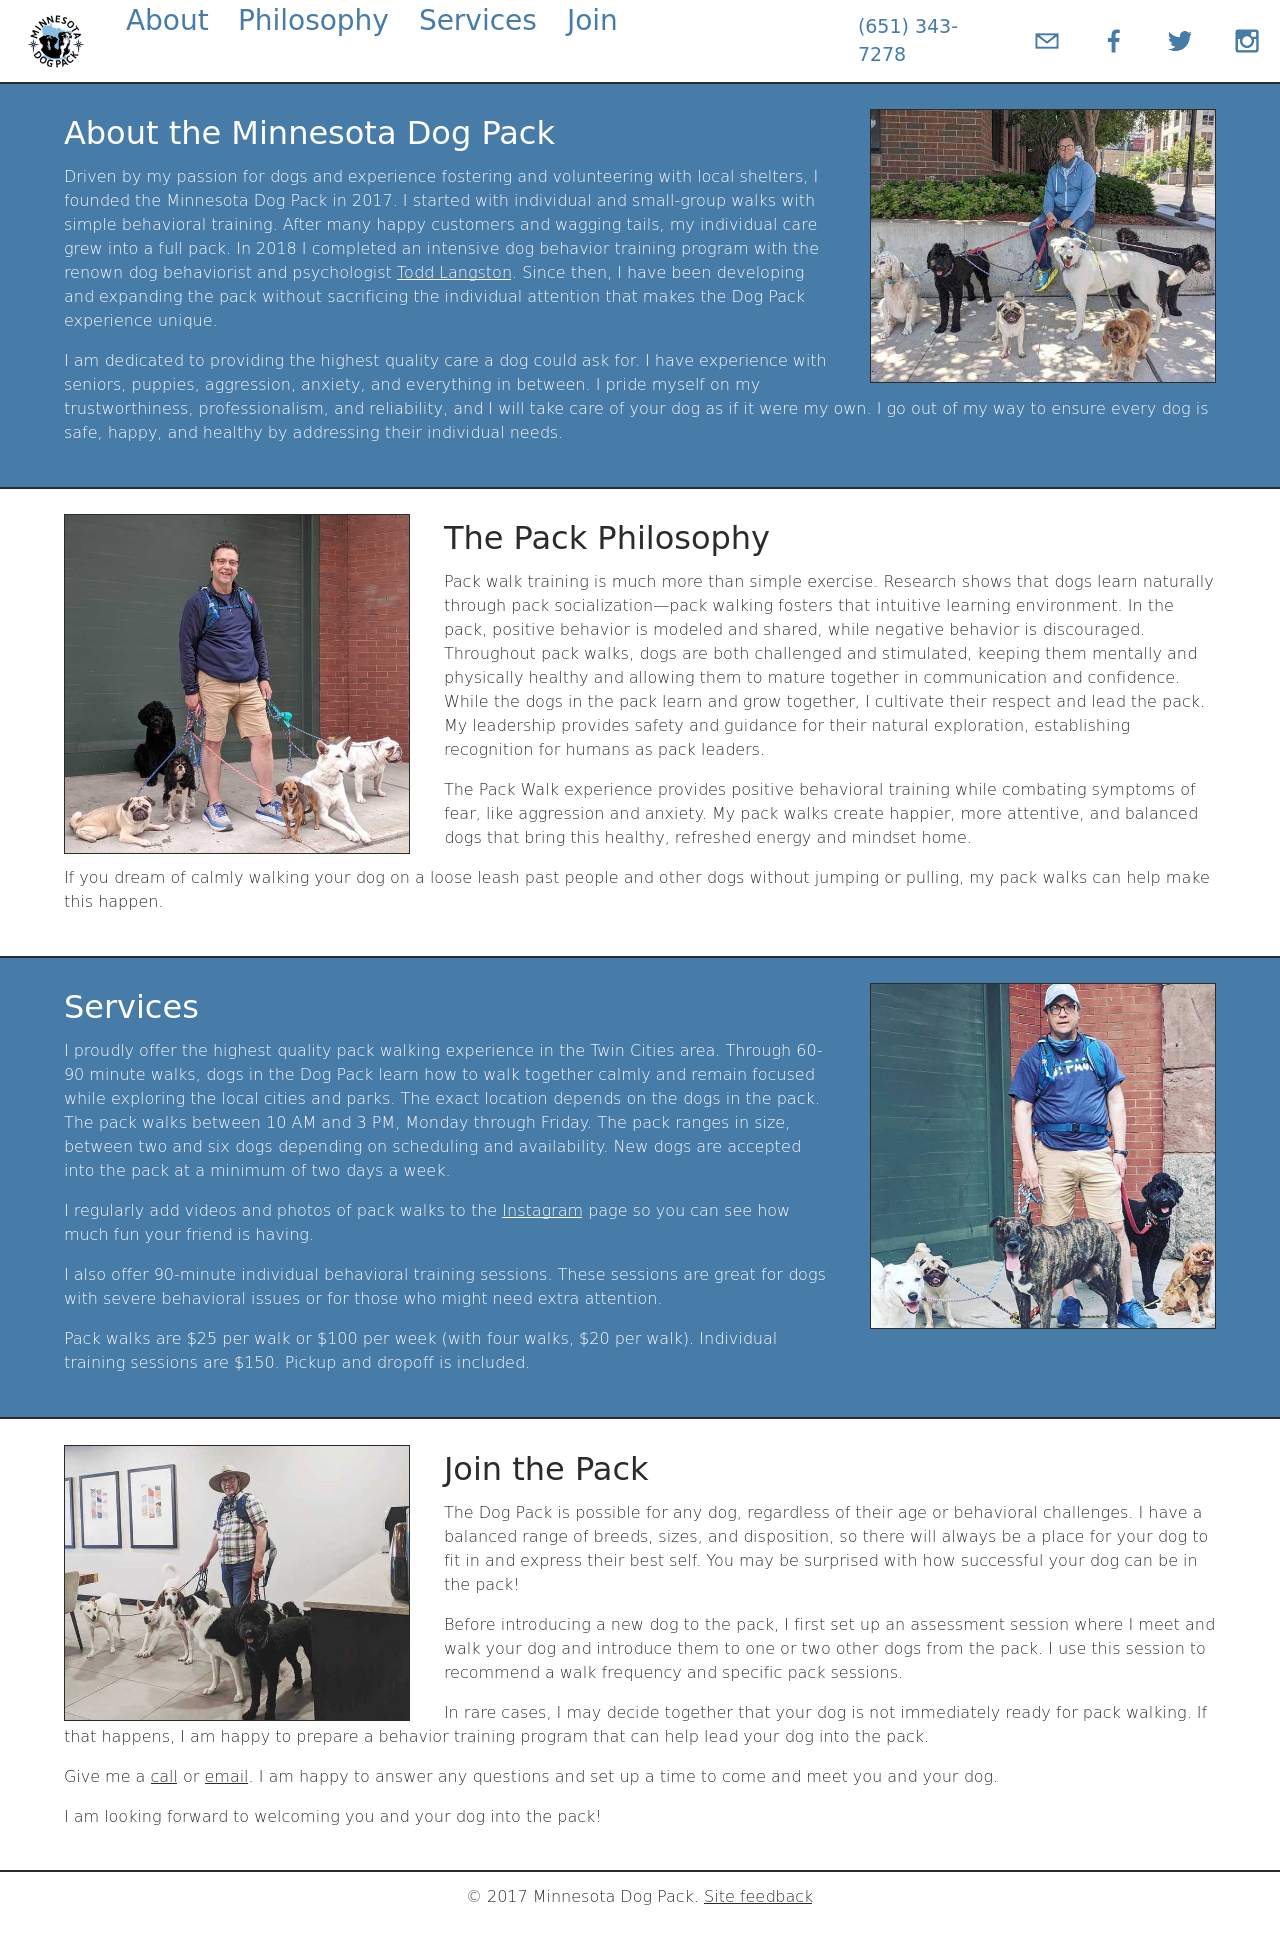 MINNESOTA
DOG PACK
About Philosophy Services Join
(651) 343-
7278
About the Minnesota Dog Pack
Driven by my passion for dogs and experience fostering and volunteering with local shelters, I
founded the Minnesota Dog Pack in 2017. I started with individual and small-group walks with
simple behavioral training. After many happy customers and wagging tails, my individual care
grew into a full pack. In 2018 I completed an intensive dog behavior training program with the
renown dog behaviorist and psychologist Todd Langston. Since then, I have been developing
and expanding the pack without sacrificing the individual attention that makes the Dog Pack
experience unique.
I am dedicated to providing the highest quality care a dog could ask for. I have experience with
seniors, puppies, aggression, anxiety, and everything in between. I pride myself on my
trustworthiness, professionalism, and reliability, and I will take care of your dog as if it were my own. I go out of my way to ensure every dog is
safe, happy, and healthy by addressing their individual needs.
The Pack Philosophy
Pack walk training is much more than simple exercise. Research shows that dogs learn naturally
through pack socialization—pack walking fosters that intuitive learning environment. In the
pack, positive behavior is modeled and shared, while negative behavior is discouraged.
Throughout pack walks, dogs are both challenged and stimulated, keeping them mentally and
physically healthy and allowing them to mature together in communication and confidence.
While the dogs in the pack learn and grow together, I cultivate their respect and lead the pack.
My leadership provides safety and guidance for their natural exploration, establishing
recognition for humans as pack leaders.
The Pack Walk experience provides positive behavioral training while combating symptoms of
fear, like aggression and anxiety. My pack walks create happier, more attentive, and balanced
dogs that bring this healthy, refreshed energy and mindset home.
If you dream of calmly walking your dog on a loose leash past people and other dogs without jumping or pulling, my pack walks can help make
this happen.
Services
I proudly offer the highest quality pack walking experience in the Twin Cities area. Through 60-
90 minute walks, dogs in the Dog Pack learn how to walk together calmly and remain focused
while exploring the local cities and parks. The exact location depends on the dogs in the pack.
The pack walks between 10 AM and 3 PM, Monday through Friday. The pack ranges in size,
between two and six dogs depending on scheduling and availability. New dogs are accepted
into the pack at a minimum of two days a week.
I regularly add videos and photos of pack walks to the Instagram page so you can see how
much fun your friend is having.
I also offer 90-minute individual behavioral training sessions. These sessions are great for dogs
with severe behavioral issues or for those who might need extra attention.
Pack walks are $25 per walk or $100 per week (with four walks, $20 per walk). Individual
training sessions are $150. Pickup and dropoff is included.
Join the Pack
The Dog Pack is possible for any dog, regardless of their age or behavioral challenges. I have a
balanced range of breeds, sizes, and disposition, so there will always be a place for your dog to
fit in and express their best self. You may be surprised with how successful your dog can be in
the pack!
Before introducing a new dog to the pack, I first set up an assessment session where I meet and
walk your dog and introduce them to one or two other dogs from the pack. I use this session to
recommend a walk frequency and specific pack sessions.
In rare cases, I may decide together that your dog is not immediately ready for pack walking. If
that happens, I am happy to prepare a behavior training program that can help lead your dog into the pack.
Give me a call or email. I am happy to answer any questions and set up a time to come and meet you and your dog.
I am looking forward to welcoming you and your dog into the pack!
© 2017 Minnesota Dog Pack. Site feedback